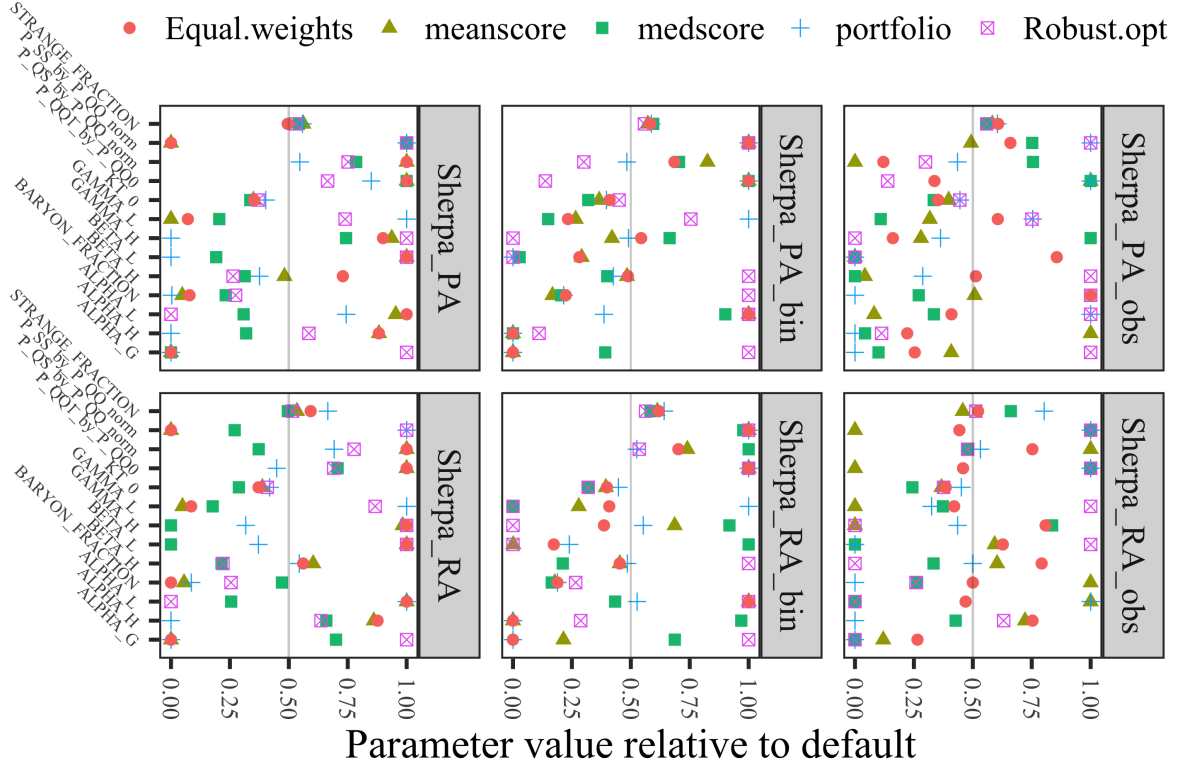 Equal.weights meanscore medscore portfolio Robust.opt
STRANGE_FRACTION
P_SS_by_P_QQ_norm
P_QS_by_P_QQ_norm
P_QQ1_by_P_QQ0
KT_0
GAMMA_L
GAMMA_H
BETA_L
BETA_H
BARYON_FRACTION
ALPHA_L
ALPHA_H
ALPHA_G
Sherpa_PA
Sherpa_PA_bin
Sherpa_PA_obs
STRANGE_FRACTION
P_SS_by_P_QQ_norm
P_QS_by_P_QQ_norm
P_QQ1_by_P_QQ0
KT_0
GAMMA_L
GAMMA_H
BETA_L
BETA_H
BARYON_FRACTION
ALPHA_L
ALPHA_H
ALPHA_G
Sherpa_RA
Sherpa_RA_bin
Sherpa_RA_obs
0.00 0.25 0.50 0.75 1.00
0.00 0.25 0.50 0.75 1.00
0.00 0.25 0.50 0.75 1.00
Parameter value relative to default